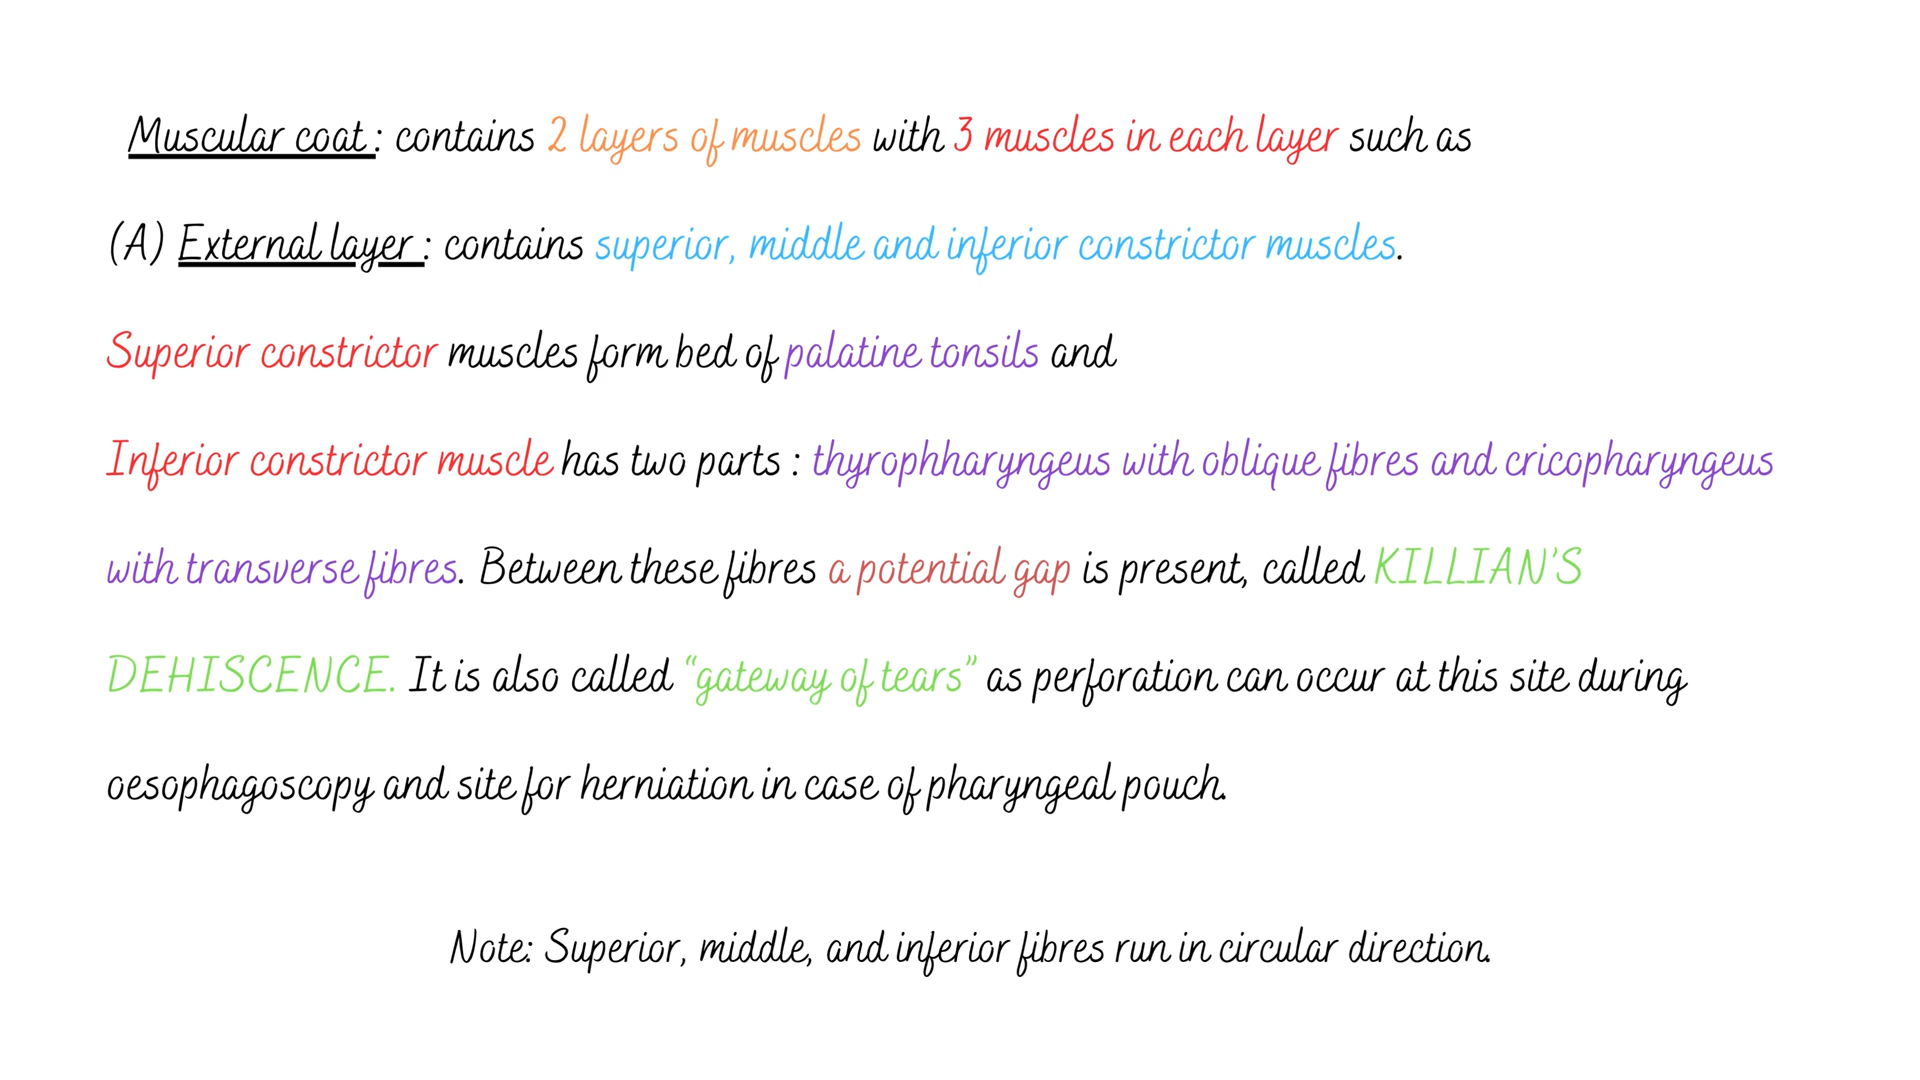 Muscular coat : contains 2 layers of muscles with 3 muscles in each layer such as
(A) External layer : contains superior, middle and inferior constrictor muscles.
Superior constrictor muscles form bed of palatine tonsils and
Inferior constrictor muscle has two parts : thyrophharyngeus with oblique fibres and cricopharyngeus
with transverse fibres. Between these fibres a potential gap is present, called KILLIAN'S
DEHISCENCE. It is also called “gateway of tears” as perforation can occur at this site during
oesophagoscopy and site for herniation in case of pharyngeal pouch.
Note: Superior, middle, and inferior fibres run in circular direction.